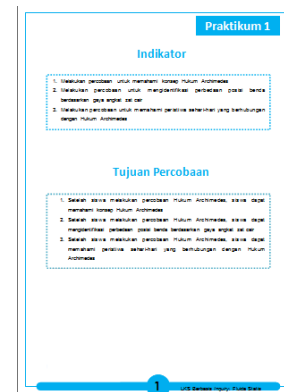 Praktikum 1
Indikator
1. Melakukan percobaan untuk memahami konsep Hukum Archimedes
2. Melakukan percobaan untuk mengidentifikasi perbedaan posisi benda
berdasarkan gaya angkat zat cair
3. Melakukan percobaan untuk memahami peristiwa sehari-hari yang berhubungan
dengan Hukum Archimedes
Tujuan Percobaan
1. Setelah siswa melakukan percobaan Hukum Archimedes, siswa dapat
memahami konsep Hukum Archimedes
2. Setelah siswa melakukan percobaan Hukum Archimedes, siswa dapat
mengidentifikasi perbedaan posisi benda berdasarkan gaya angkat zat cair
3. Setelah siswa melakukan percobaan Hukum Archimedes, siswa dapat
memahami peristiwa sehari-hari yang berhubungan dengan Hukum
Archimedes
1
LKS Berbasis Inquiry: Fluida Statis